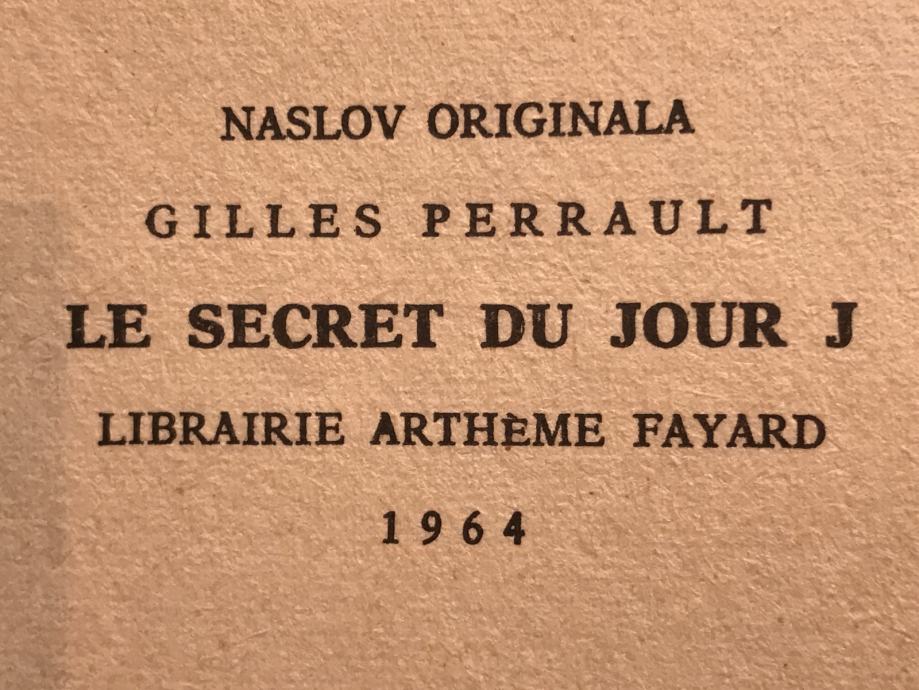 NASLOV ORIGINALA
GILLES PERRAULT
LE SECRET DU JOUR J
LIBRAIRIE ARTHÈME FAYARD
1964